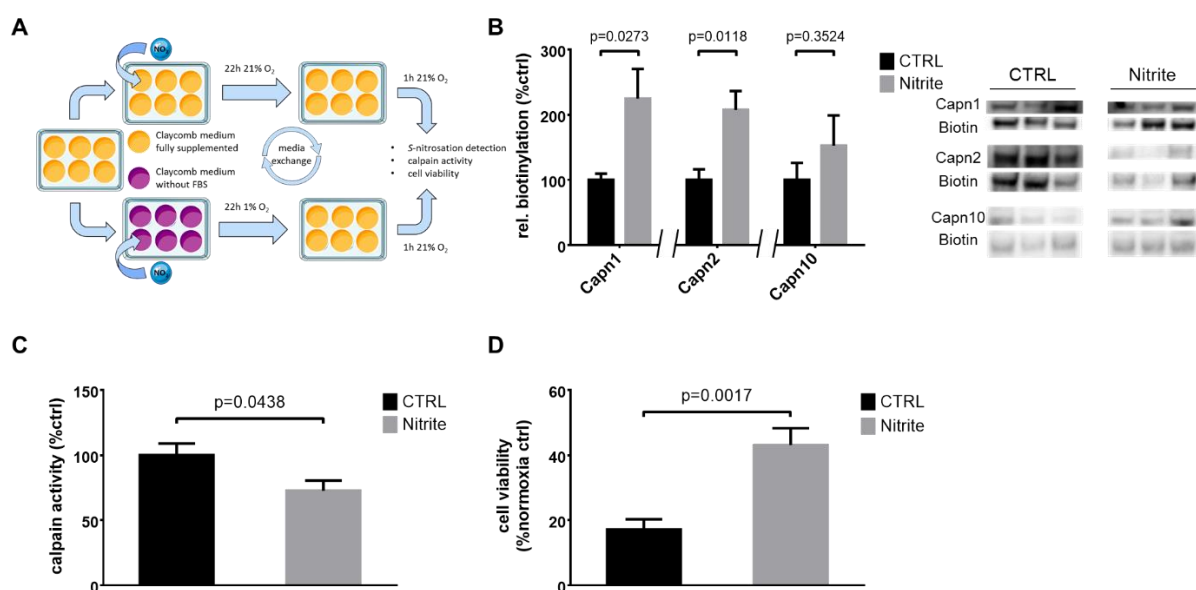 A
NO₂
22h 21% O₂
1h 21% O₂
Claycomb medium
fully supplemented
media
exchange
• S-nitrosation detection
• calpain activity
• cell viability
Claycomb medium
without FBS
22h 1% O₂
1h 21% O₂
NO₂
B
p=0.0273
p=0.0118
p=0.3524
rel. biotinylation (%ctrl)
300
200
100
0
Capn1
Capn2
Capn10
CTRL
Nitrite
CTRL
Nitrite
Capn1
Biotin
Capn2
Biotin
Capn10
Biotin
C
p=0.0438
calpain activity (%ctrl)
150
100
50
0
CTRL
Nitrite
D
p=0.0017
cell viability
(%normoxia ctrl)
60
40
20
0
CTRL
Nitrite